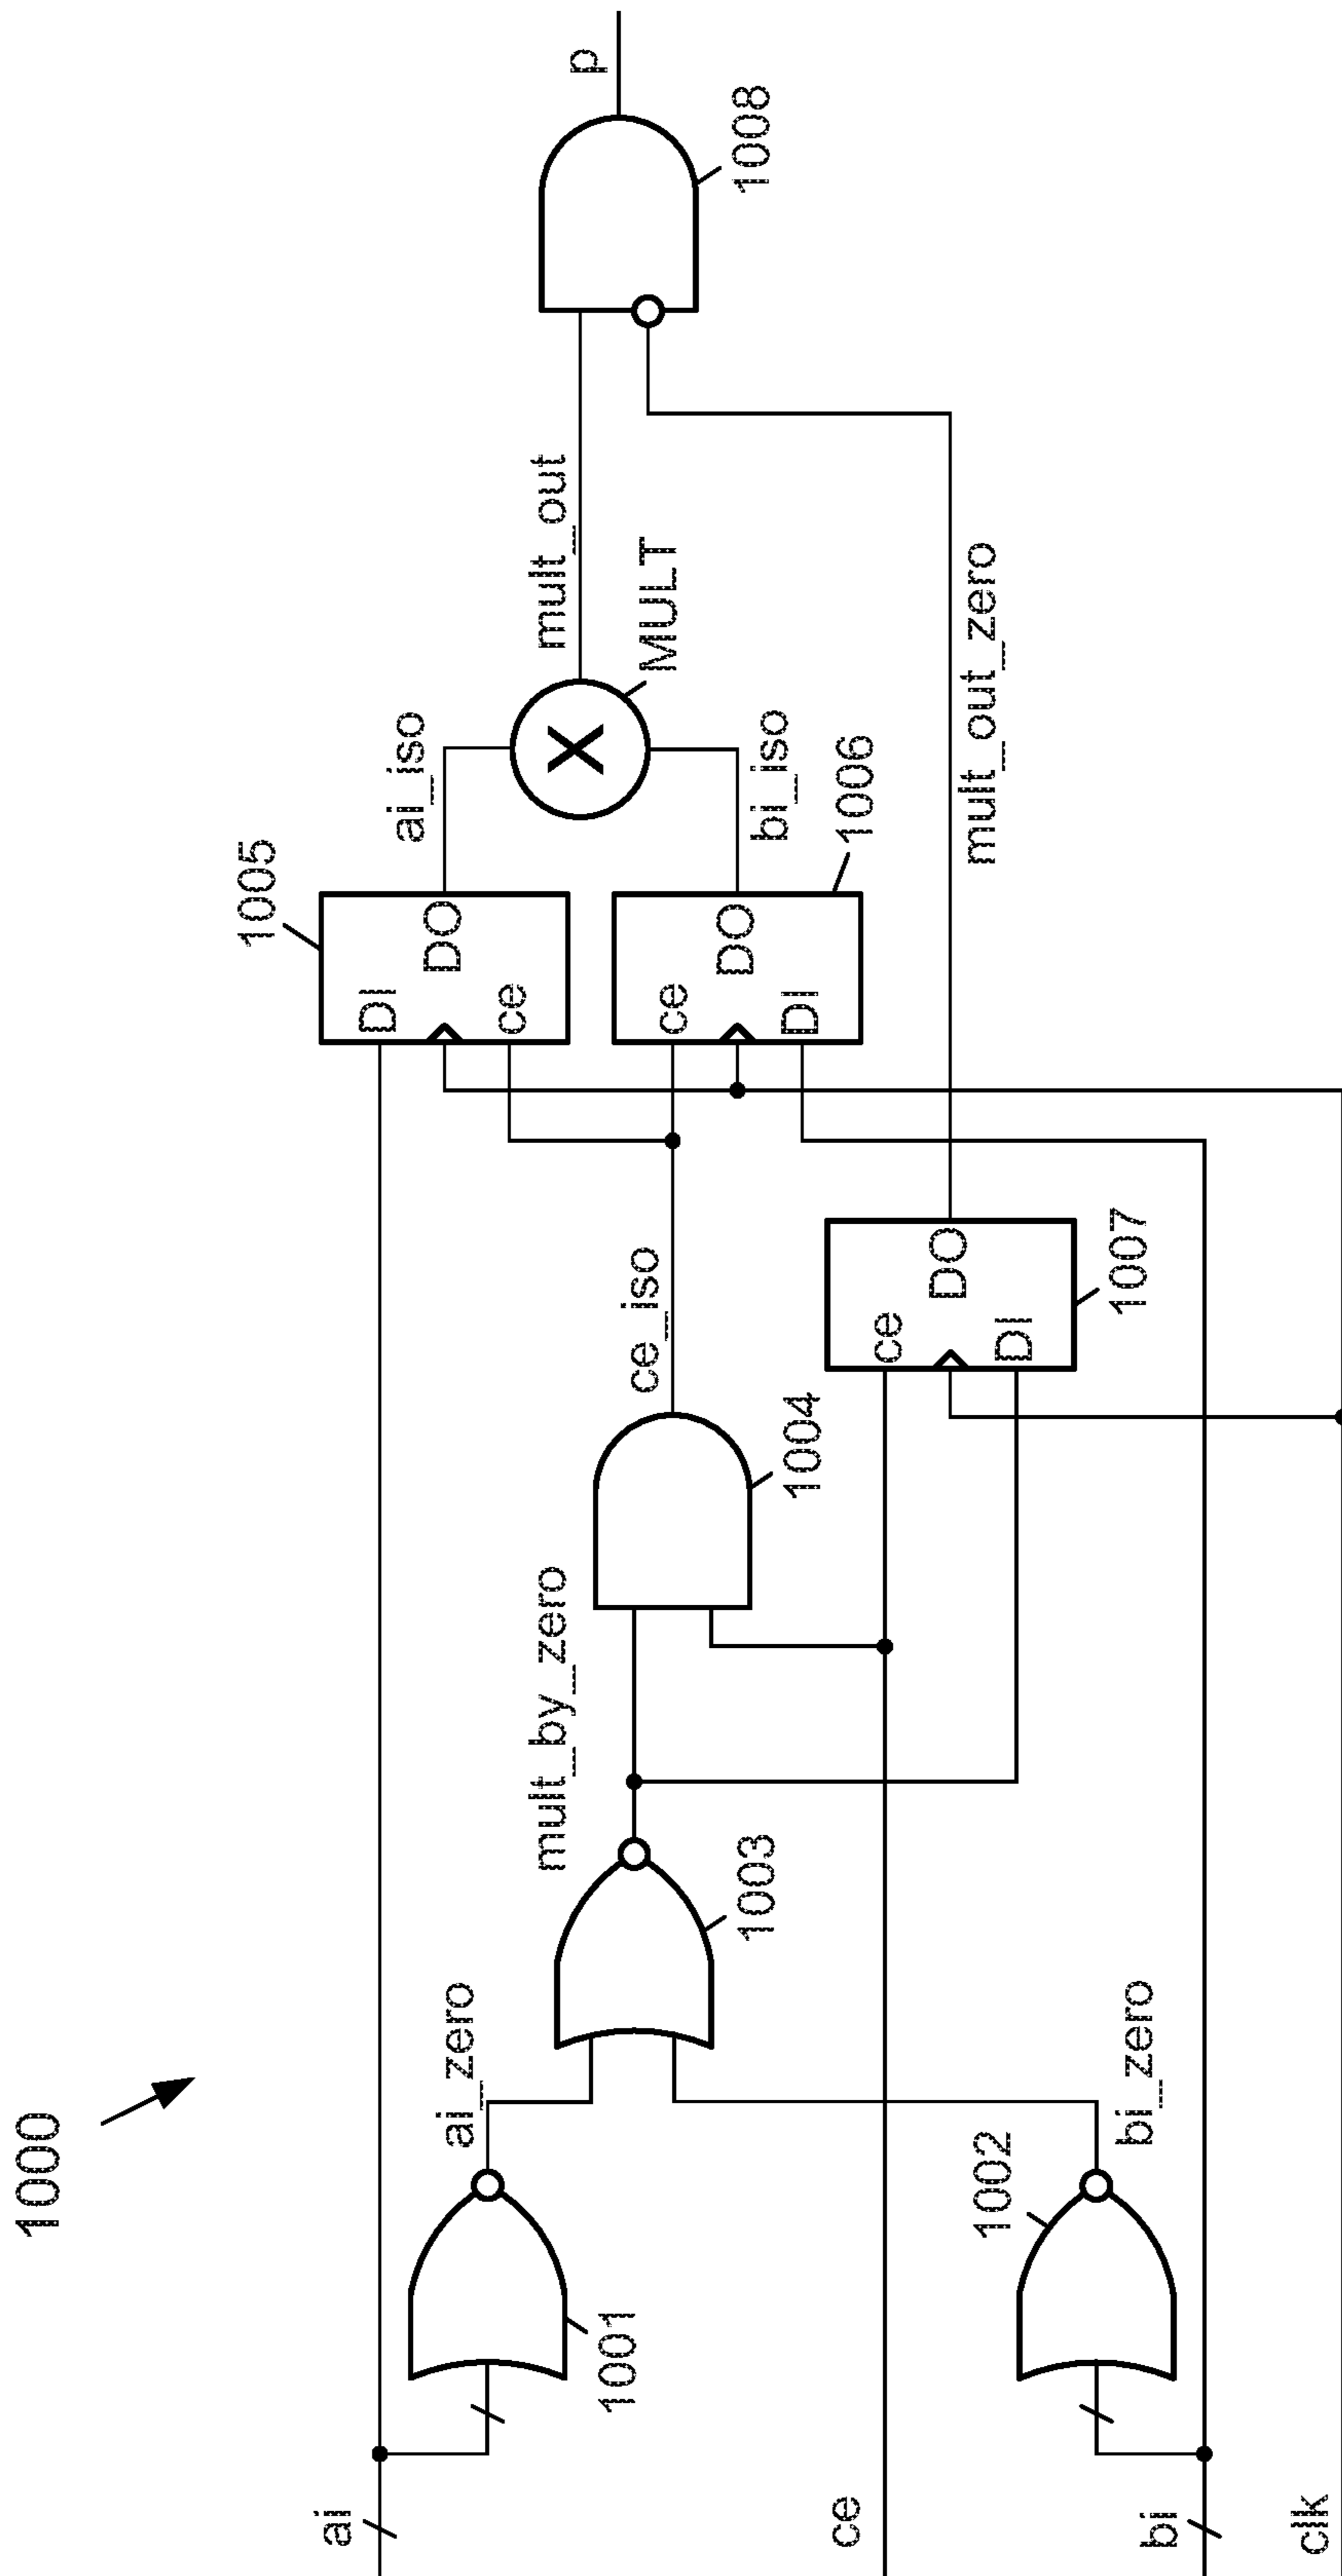 1000
ai
ce
bi
clk
1001
1002
ai_zero
bi_zero
1003
mult_by_zero
1004
ce_iso
ce
DO
DI
1007
1005
DI
DO
ce
ce
DO
DI
1006
ai_iso
bi_iso
X
MULT
mult_out
mult_out_zero
1008
p